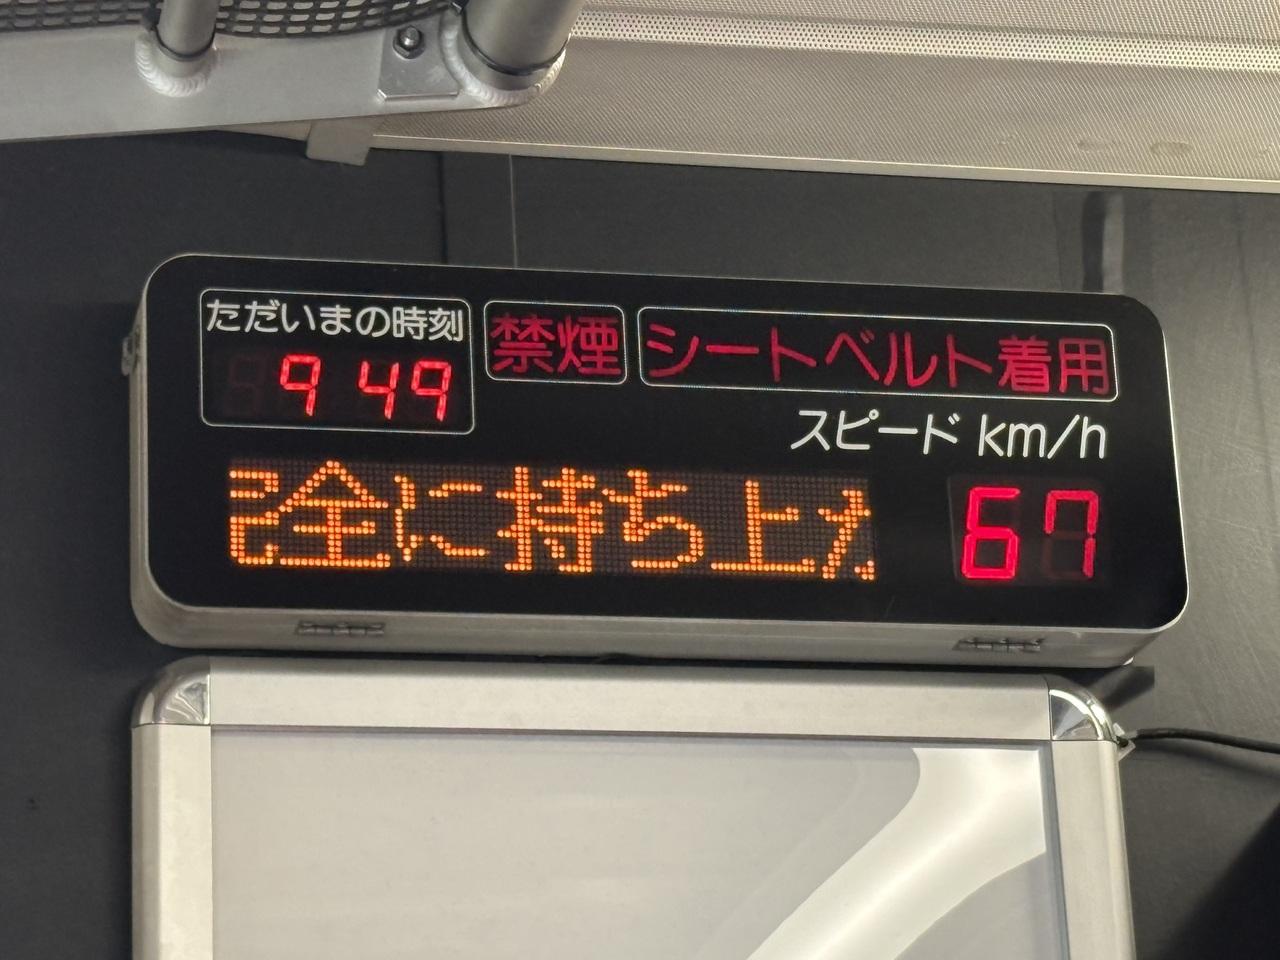 ただいまの時刻
9 49
禁煙
シートベルト着用
スピード km/h
全に持ち上
67